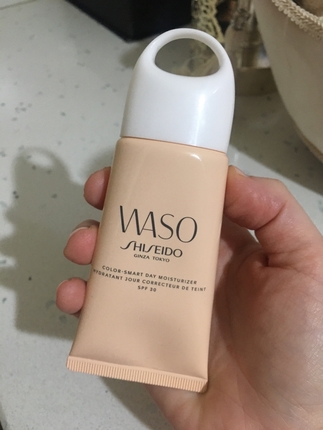 WASO
SHISEIDO
GINZA TOKYO
COLOR-SMART DAY MOISTURIZER
HYDRATANT JOUR CORRECTEUR DE TEINT
SPF 30